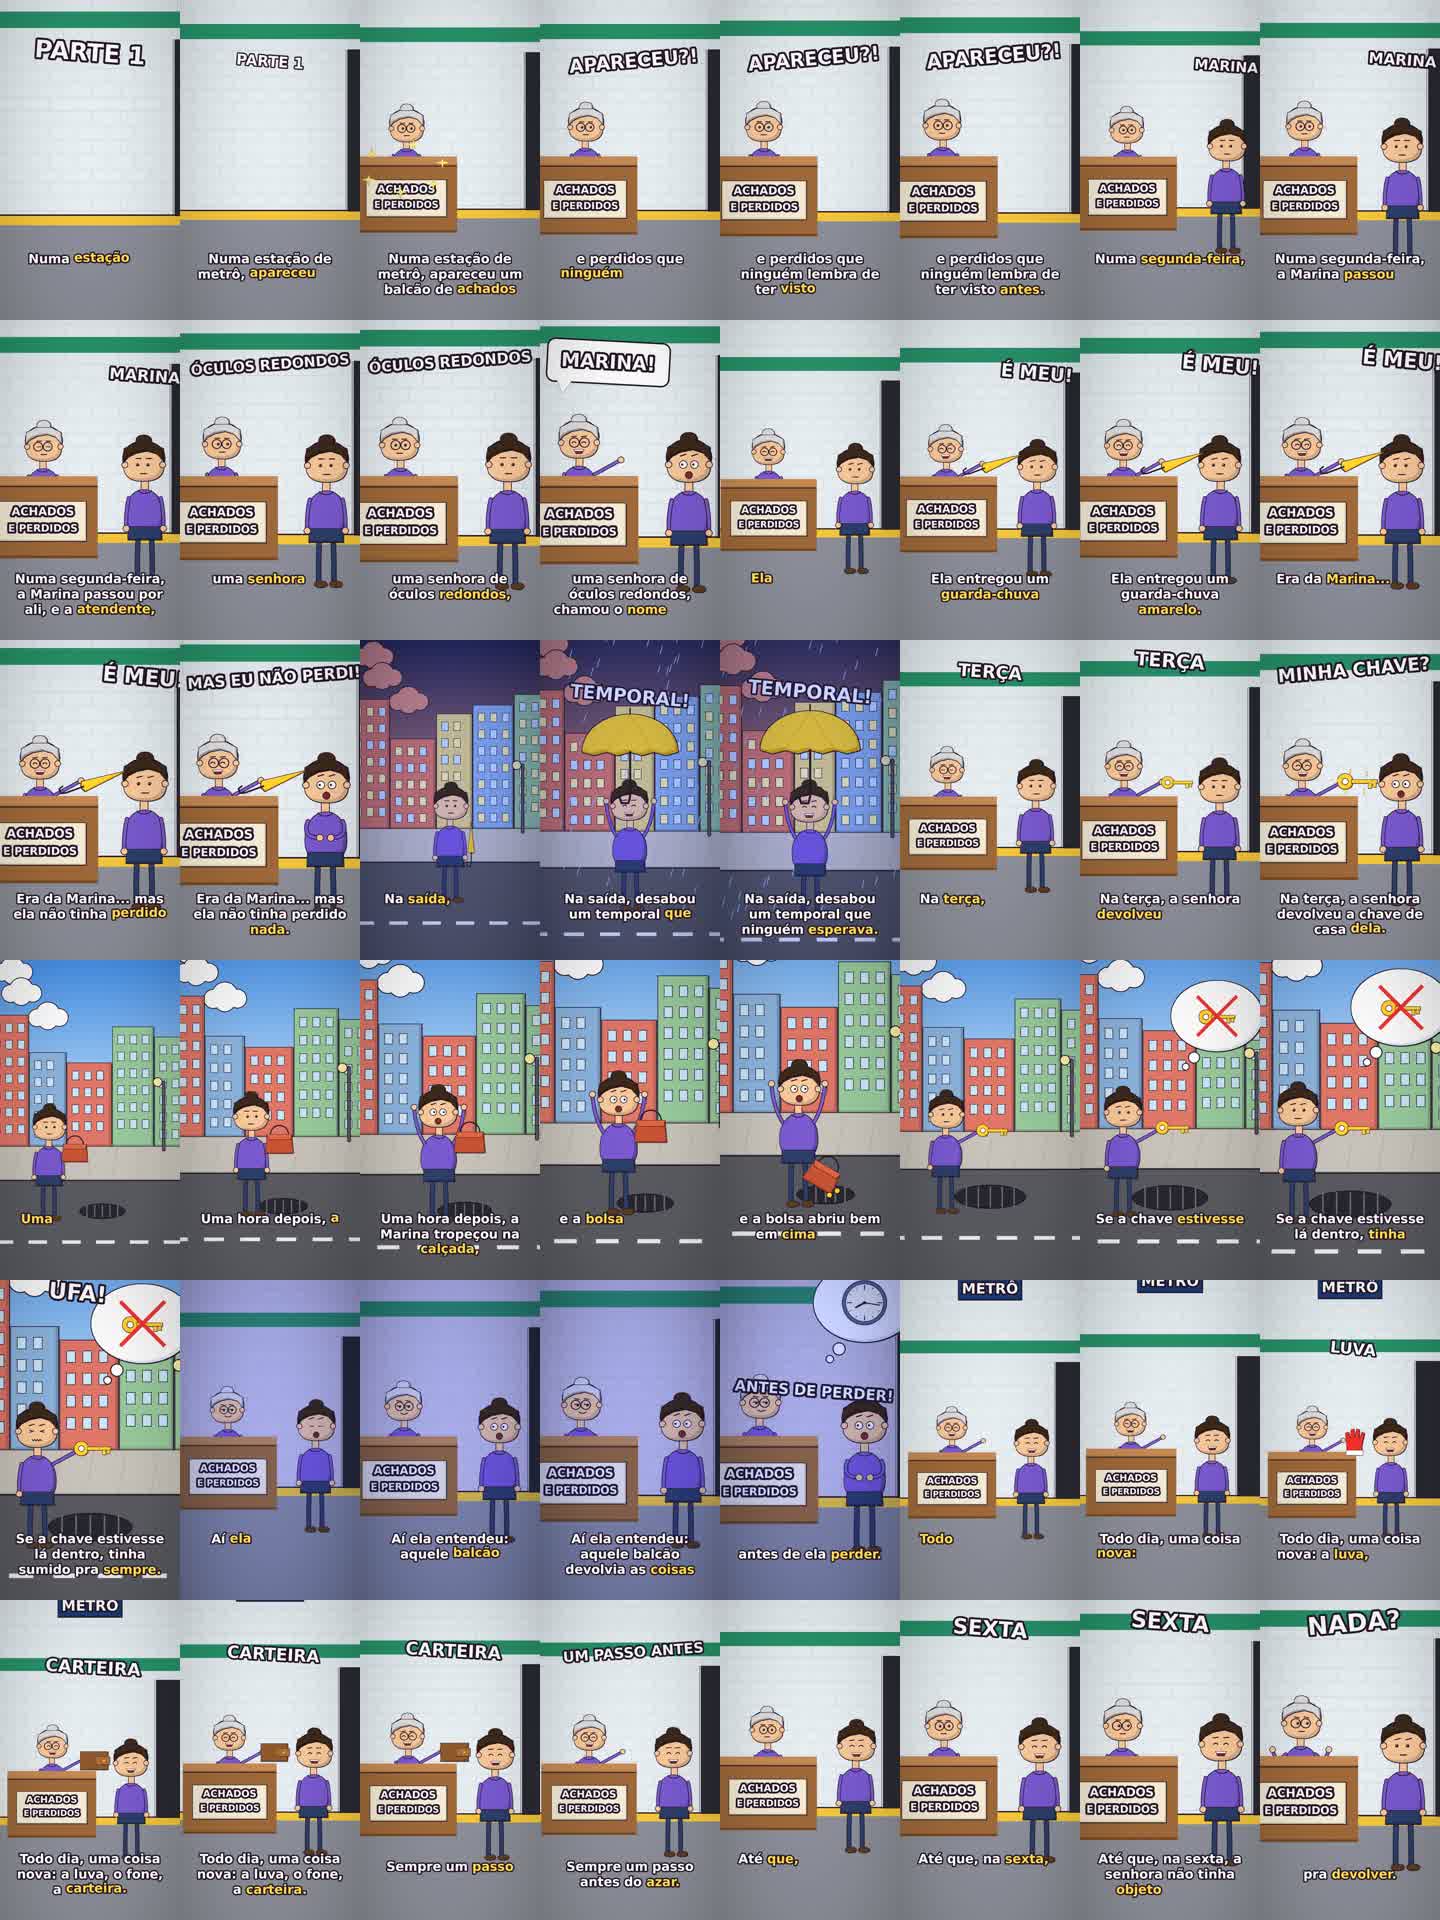 PARTE 1
Numa estação
PARTE 1
Numa estação de
metrô, apareceu
ACHADOS
E PERDIDOS
Numa estação de
metrô, apareceu um
balcão de achados
APARECEU?!
ACHADOS
E PERDIDOS
e perdidos que
ninguém
APARECEU?!
ACHADOS
E PERDIDOS
e perdidos que
ninguém lembra de
ter visto
APARECEU?!
ACHADOS
E PERDIDOS
e perdidos que
ninguém lembra de
ter visto antes.
MARINA
ACHADOS
E PERDIDOS
Numa segunda-feira,
MARINA
ACHADOS
E PERDIDOS
Numa segunda-feira,
a Marina passou
MARINA
ACHADOS
E PERDIDOS
Numa segunda-feira,
a Marina passou por
ali, e a atendente,
ÓCULOS REDONDOS
ACHADOS
E PERDIDOS
uma senhora
ÓCULOS REDONDOS
ACHADOS
E PERDIDOS
uma senhora de
óculos redondos,
MARINA!
ACHADOS
E PERDIDOS
uma senhora de
óculos redondos,
chamou o nome
ACHADOS
E PERDIDOS
Ela
É MEU!
ACHADOS
E PERDIDOS
Ela entregou um
guarda-chuva
É MEU!
ACHADOS
E PERDIDOS
Ela entregou um
guarda-chuva
amarelo.
É MEU!
ACHADOS
E PERDIDOS
Era da Marina...
É MEU!
ACHADOS
E PERDIDOS
Era da Marina... mas
ela não tinha perdido
MAS EU NÃO PERDI!
ACHADOS
E PERDIDOS
Era da Marina... mas
ela não tinha perdido
nada.
Na saída,
TEMPORAL!
Na saída, desabou
um temporal que
TEMPORAL!
Na saída, desabou
um temporal que
ninguém esperava.
TERÇA
ACHADOS
E PERDIDOS
Na terça,
TERÇA
ACHADOS
E PERDIDOS
Na terça, a senhora
devolveu
MINHA CHAVE?
ACHADOS
E PERDIDOS
Na terça, a senhora
devolveu a chave de
casa dela.
Uma
Uma hora depois, a
Uma hora depois, a
Marina tropeçou na
calçada,
e a bolsa
e a bolsa abriu bem
em cima
Se a chave estivesse
Se a chave estivesse
lá dentro, tinha
UFA!
Se a chave estivesse
lá dentro, tinha
sumido pra sempre.
ACHADOS
E PERDIDOS
Aí ela
ACHADOS
E PERDIDOS
Aí ela entendeu:
aquele balcão
ACHADOS
E PERDIDOS
Aí ela entendeu:
aquele balcão
devolvia as coisas
ANTES DE PERDER!
ACHADOS
E PERDIDOS
antes de ela perder.
METRÔ
ACHADOS
E PERDIDOS
Todo
METRÔ
ACHADOS
E PERDIDOS
Todo dia, uma coisa
nova:
METRÔ
LUVA
ACHADOS
E PERDIDOS
Todo dia, uma coisa
nova: a luva,
METRÔ
CARTEIRA
ACHADOS
E PERDIDOS
Todo dia, uma coisa
nova: a luva, o fone,
a carteira.
CARTEIRA
ACHADOS
E PERDIDOS
Todo dia, uma coisa
nova: a luva, o fone,
a carteira.
CARTEIRA
ACHADOS
E PERDIDOS
Sempre um passo
UM PASSO ANTES
ACHADOS
E PERDIDOS
Sempre um passo
antes do azar.
ACHADOS
E PERDIDOS
Até que,
SEXTA
ACHADOS
E PERDIDOS
Até que, na sexta,
SEXTA
ACHADOS
E PERDIDOS
Até que, na sexta, a
senhora não tinha
objeto
NADA?
ACHADOS
E PERDIDOS
pra devolver.